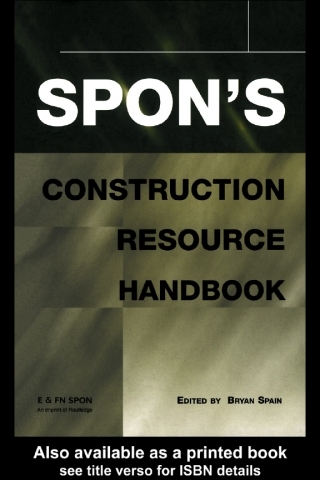 SPON'S
CONSTRUCTION
RESOURCE
HANDBOOK
E & FN SPON
An imprint of Routledge
EDITED BY BRYAN SPAIN
Also available as a printed book
see title verso for ISBN details